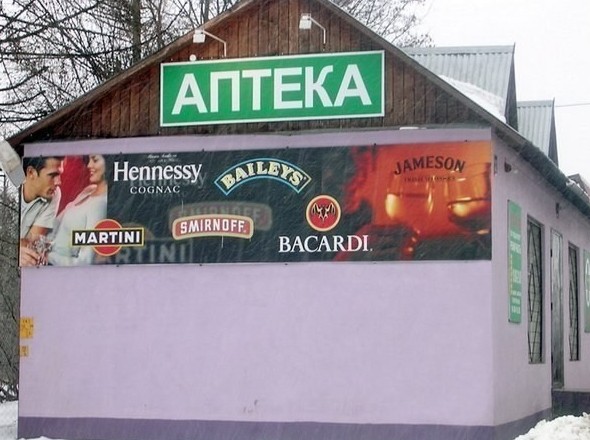 АПТЕКА
Hennessy
COGNAC
BAILEYS
JAMESON
MARTINI
SMIRNOFF
BACARDI